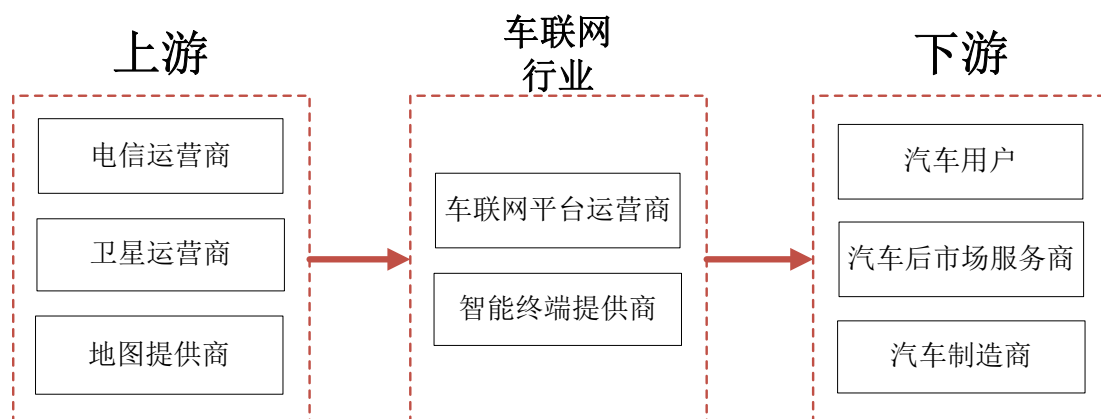 上游
电信运营商
卫星运营商
地图提供商
车联网
行业
车联网平台运营商
智能终端提供商
下游
汽车用户
汽车后市场服务商
汽车制造商